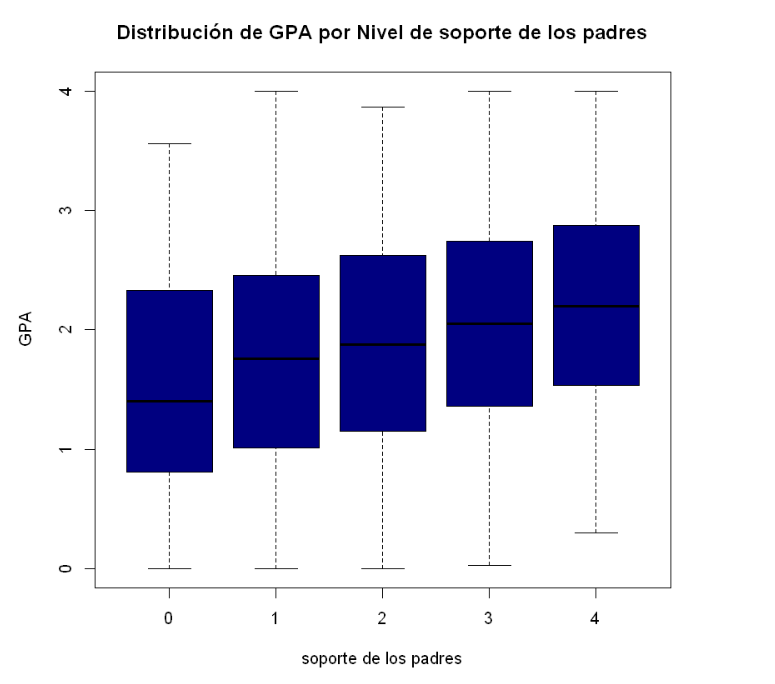 Distribución de GPA por Nivel de soporte de los padres
4
3
2
1
0
GPA
0 1 2 3 4
soporte de los padres